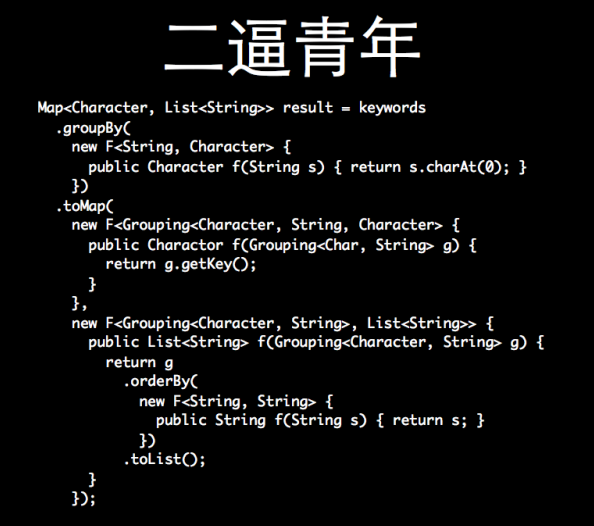 二逼青年
Map<Character, List<String>> result = keywords
  .groupBy(
    new F<String, Character> {
      public Character f(String s) { return s.charAt(0); }
    })
  .toMap(
    new F<Grouping<Character, String, Character> {
      public Charactor f(Grouping<Char, String> g) {
        return g.getKey();
      }
    },
    new F<Grouping<Character, String>, List<String>> {
      public List<String> f(Grouping<Character, String> g) {
        return g
          .orderBy(
            new F<String, String> {
              public String f(String s) { return s; }
            })
          .toList();
      }
    });